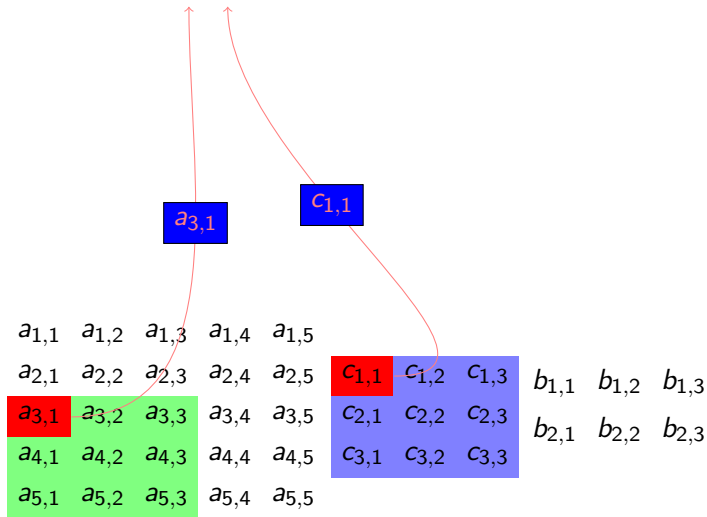 c1,1
a3,1
a1,1 a1,2 a1,3 a1,4 a1,5
a2,1 a2,2 a2,3 a2,4 a2,5
a3,1 a3,2 a3,3 a3,4 a3,5
a4,1 a4,2 a4,3 a4,4 a4,5
a5,1 a5,2 a5,3 a5,4 a5,5
c1,1 c1,2 c1,3
c2,1 c2,2 c2,3
c3,1 c3,2 c3,3
b1,1 b1,2 b1,3
b2,1 b2,2 b2,3